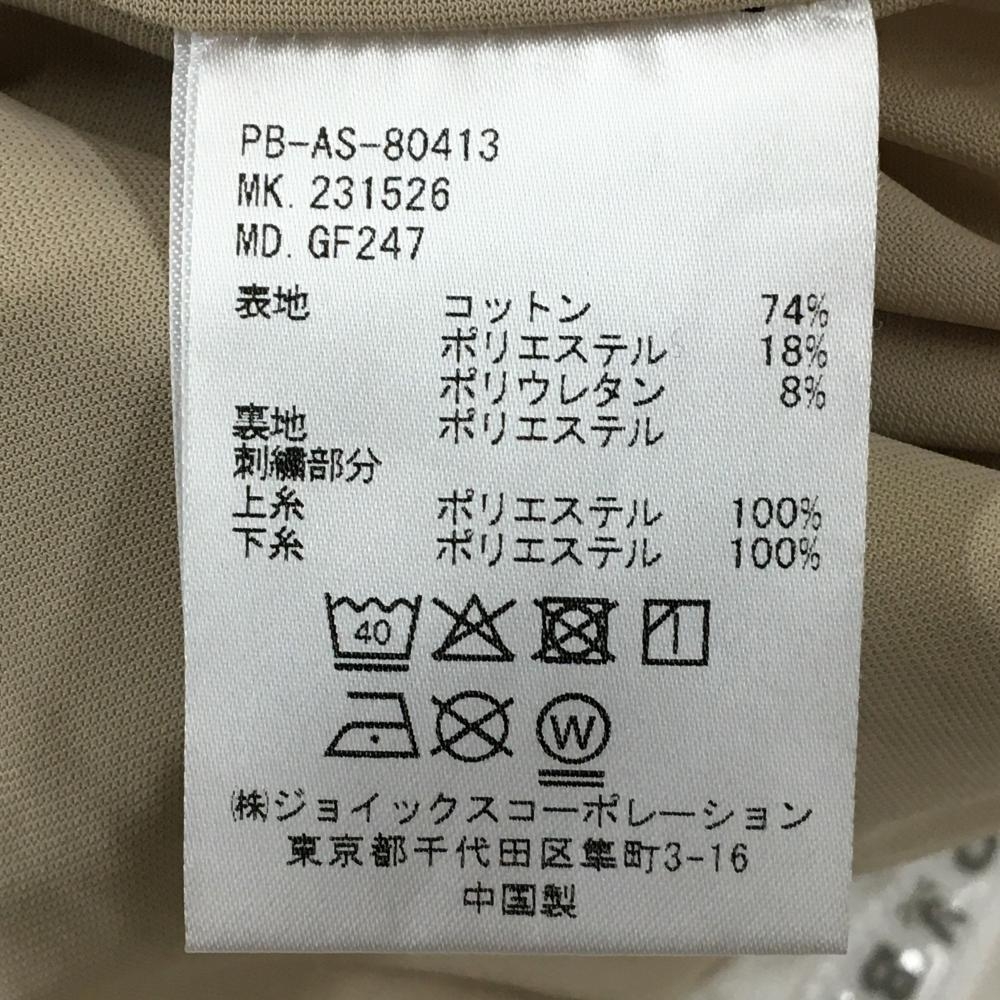 PB-AS-80413
MK. 231526
MD. GF247
表地 コットン 74%
ポリエステル 18%
ポリウレタン 8%
裏地 ポリエステル
刺繍部分
上糸 ポリエステル 100%
下糸 ポリエステル 100%
40
W
㈱ジョイックスコーポレーション
東京都千代田区隼町3-16
中国製